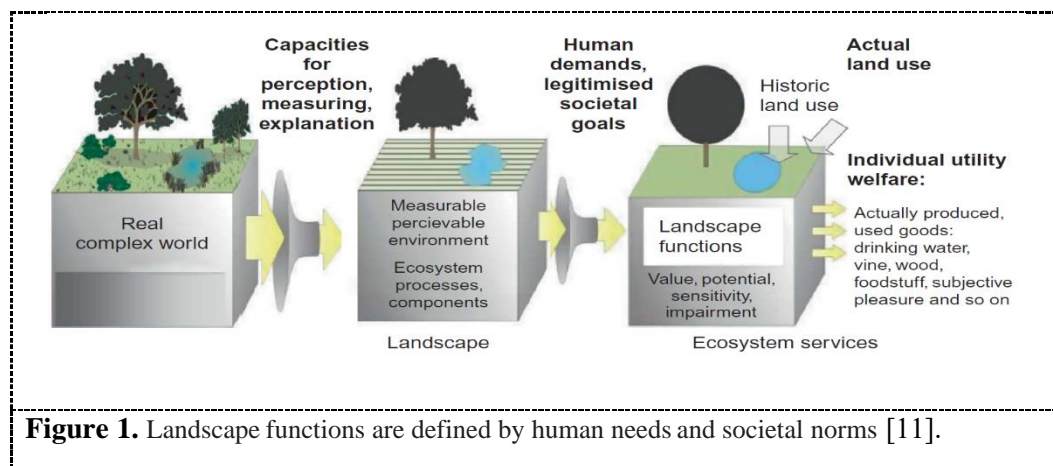 Capacities
for
perception,
measuring,
explanation
Human
demands,
legitimised
societal
goals
Actual
land use
Historic
land use
Real
complex world
Measurable
percievable
environment
Ecosystem
processes,
components
Landscape
Landscape
functions
Value, potential,
sensitivity,
impairment
Ecosystem services
Individual utility
welfare:
Actually produced,
used goods:
drinking water,
vine, wood,
foodstuff, subjective
pleasure and so on
Figure 1. Landscape functions are defined by human needs and societal norms [11].